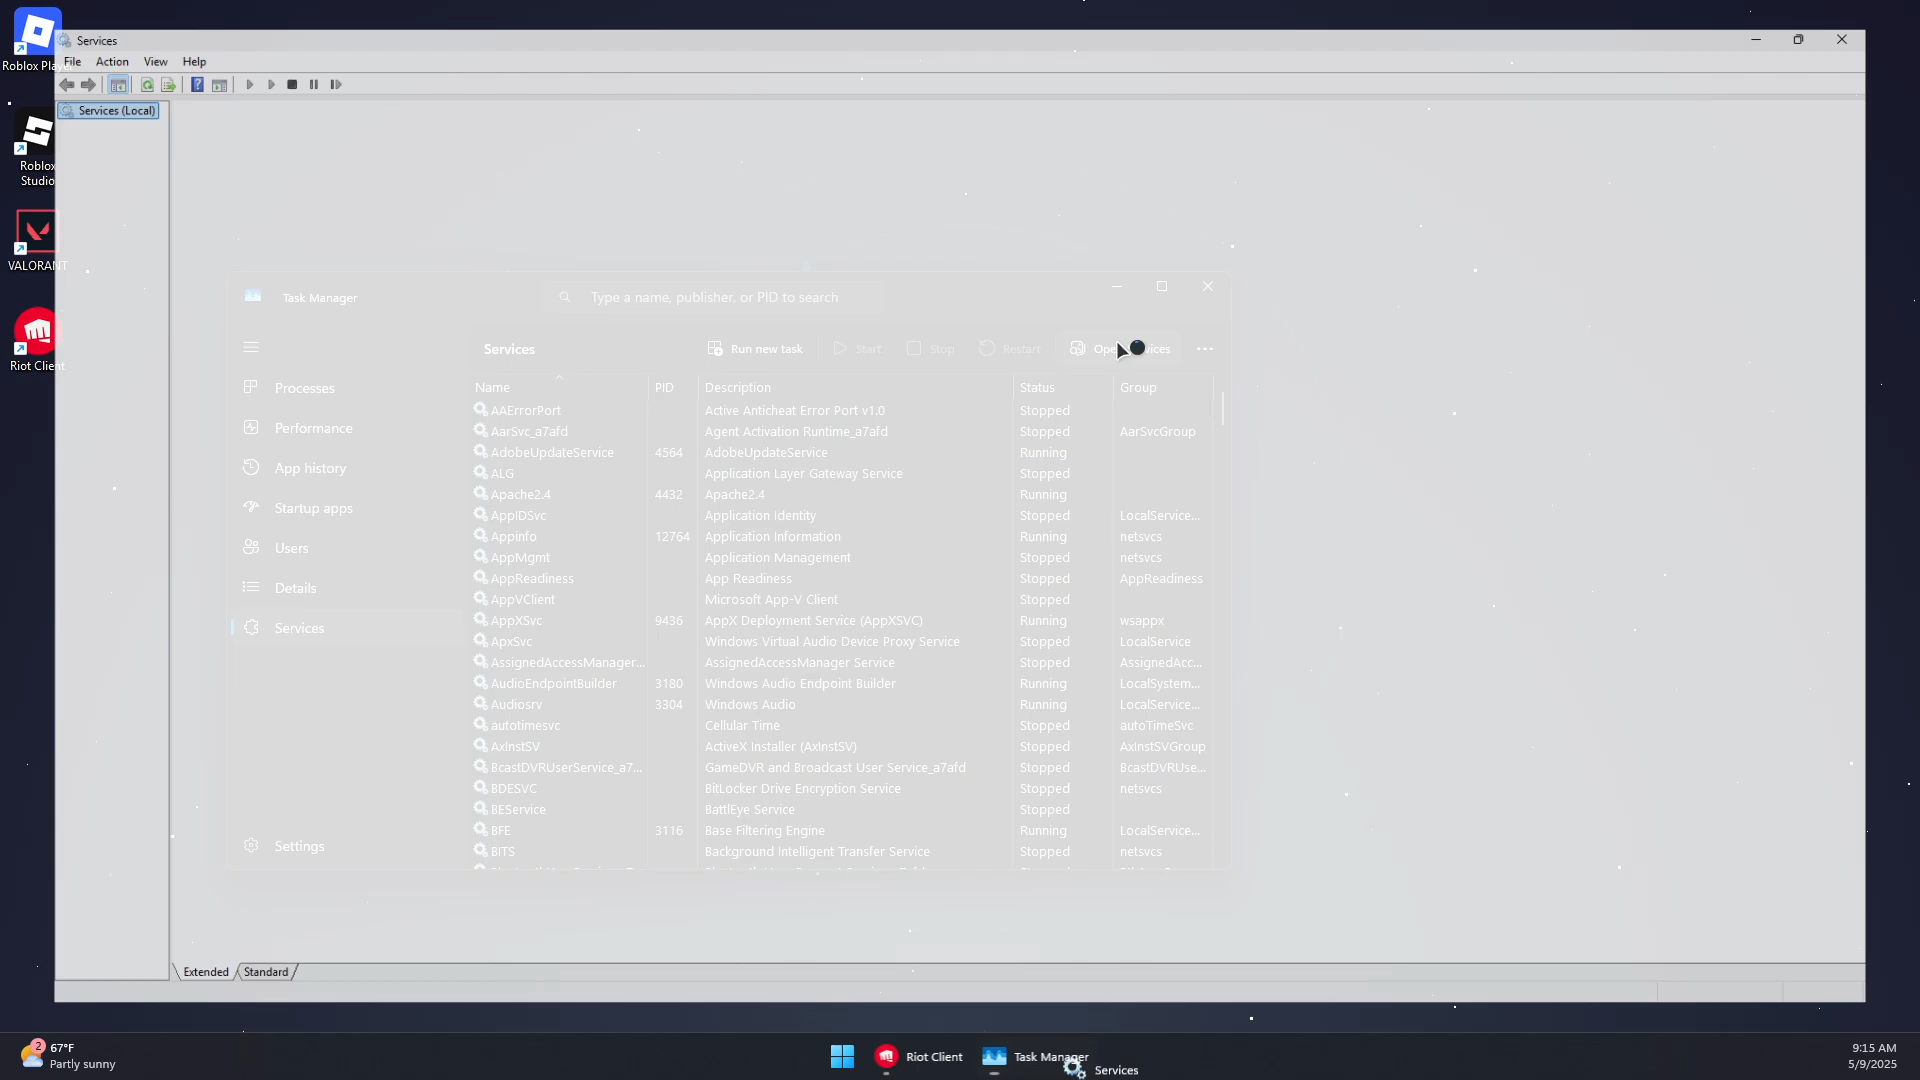 Services
File Action View Help
Services (Local)
Roblox Player
Roblox
Studio
VALORANT
Riot Client
Task Manager
Type a name, publisher, or PID to search
Services
Run new task
Start
Stop
Restart
Processes
Performance
App history
Startup apps
Users
Details
Services
Settings
Name PID Description Status Group
AAErrorPort Active Anticheat Error Port v1.0 Stopped
AarSvc_a7afd Agent Activation Runtime_a7afd Stopped AarSvcGroup
AdobeUpdateService 4564 AdobeUpdateService Running
ALG Application Layer Gateway Service Stopped
Apache2.4 4432 Apache2.4 Running
AppIDSvc Application Identity Stopped LocalService...
Appinfo 12764 Application Information Running netsvcs
AppMgmt Application Management Stopped netsvcs
AppReadiness App Readiness Stopped AppReadiness
AppVClient Microsoft App-V Client Stopped
AppXSvc 9436 AppX Deployment Service (AppXSVC) Running wsappx
ApxSvc Windows Virtual Audio Device Proxy Service Stopped LocalService
AssignedAccessManager... AssignedAccessManager Service Stopped AssignedAcc...
AudioEndpointBuilder 3180 Windows Audio Endpoint Builder Running LocalSystem...
Audiosrv 3304 Windows Audio Running LocalService...
autotimesvc Cellular Time Stopped autoTimeSvc
AxInstSV ActiveX Installer (AxInstSV) Stopped AxInstSVGroup
BcastDVRUserService_a7... GameDVR and Broadcast User Service_a7afd Stopped BcastDVRUse...
BDESVC BitLocker Drive Encryption Service Stopped netsvcs
BEService BattlEye Service Stopped
BFE 3116 Base Filtering Engine Running LocalService...
BITS Background Intelligent Transfer Service Stopped netsvcs
Extended Standard
2
67°F
Partly sunny
Riot Client
Task Manager
Services
9:15 AM
5/9/2025